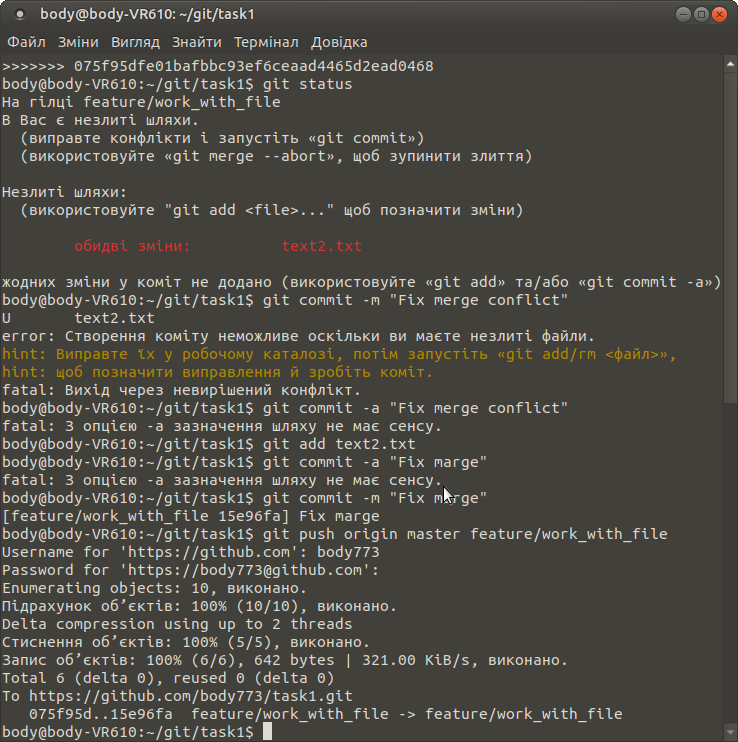 body@body-VR610: ~/git/task1
Файл Зміни Вигляд Знайти Термінал Довідка
>>>>>>> 075f95dfe01bafbbc93ef6ceaad4465d2ead0468
body@body-VR610:~/git/task1$ git status
На гілці feature/work_with_file
В Вас є незлиті шляхи.
  (виправте конфлікти і запустіть «git commit»)
  (використовуйте «git merge --abort», щоб зупинити злиття)
Незлиті шляхи:
  (використовуйте "git add <file>..." щоб позначити зміни)
        обидві зміни:          text2.txt
жодних зміни у коміт не додано (використовуйте «git add» та/або «git commit -a»)
body@body-VR610:~/git/task1$ git commit -m "Fix merge conflict"
U       text2.txt
error: Створення коміту неможливе оскільки ви маєте незлиті файли.
hint: Виправте їх у робочому каталозі, потім запустіть «git add/rm <файл>»,
hint: щоб позначити виправлення й зробіть коміт.
fatal: Вихід через невирішений конфлікт.
body@body-VR610:~/git/task1$ git commit -a "Fix merge conflict"
fatal: З опцією -a зазначення шляху не має сенсу.
body@body-VR610:~/git/task1$ git add text2.txt
body@body-VR610:~/git/task1$ git commit -a "Fix marge"
fatal: З опцією -a зазначення шляху не має сенсу.
body@body-VR610:~/git/task1$ git commit -m "Fix marge"
[feature/work_with_file 15e96fa] Fix marge
body@body-VR610:~/git/task1$ git push origin master feature/work_with_file
Username for 'https://github.com': body773
Password for 'https://body773@github.com':
Enumerating objects: 10, виконано.
Підрахунок об’єктів: 100% (10/10), виконано.
Delta compression using up to 2 threads
Стиснення об’єктів: 100% (5/5), виконано.
Запис об’єктів: 100% (6/6), 642 bytes | 321.00 KiB/s, виконано.
Total 6 (delta 0), reused 0 (delta 0)
To https://github.com/body773/task1.git
   075f95d..15e96fa  feature/work_with_file -> feature/work_with_file
body@body-VR610:~/git/task1$